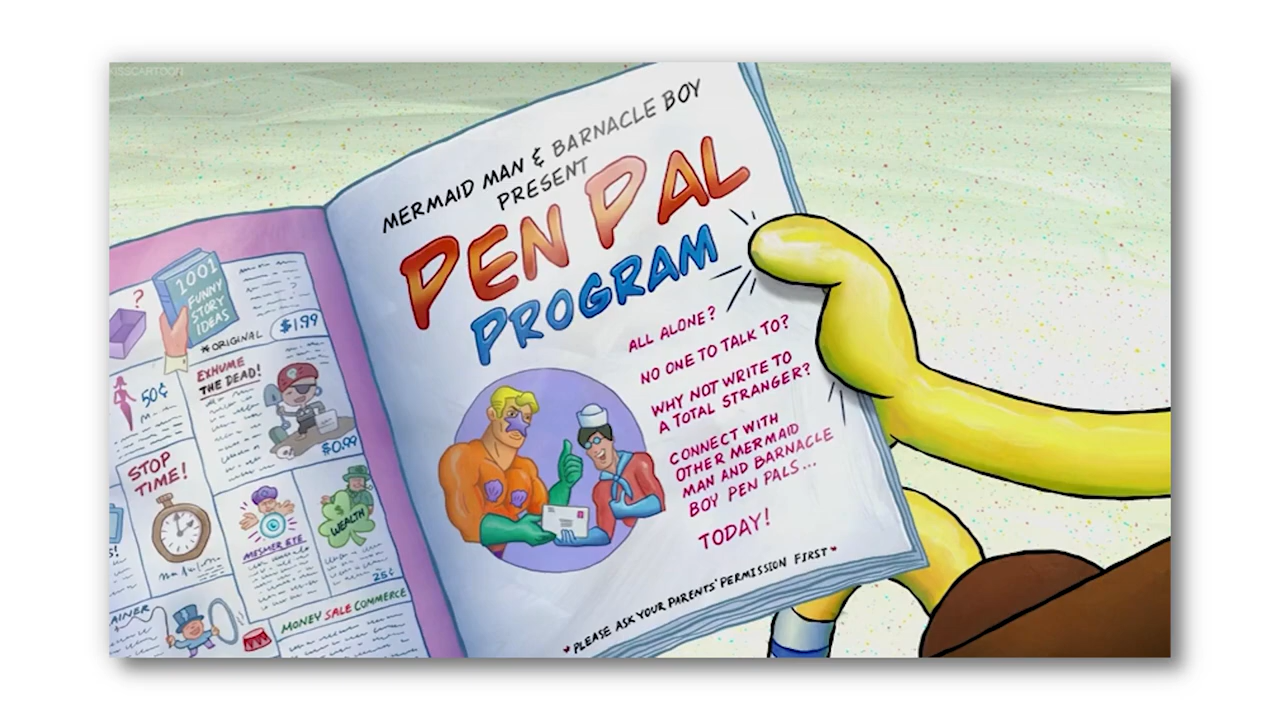 KISSCARTOON
1001
FUNNY
STORY
IDEAS
?
*ORIGINAL
$1.99
50¢
EXHUME
THE DEAD!
$0.99
STOP
TIME!
MESMER EYE
WEALTH
25¢
MONEY SALE COMMERCE
MERMAID MAN & BARNACLE BOY
PRESENT
PEN PAL
PROGRAM
ALL ALONE?
NO ONE TO TALK TO?
WHY NOT WRITE TO
A TOTAL STRANGER?
CONNECT WITH
OTHER MERMAID
MAN AND BARNACLE
BOY PEN PALS...
TODAY!
*PLEASE ASK YOUR PARENTS' PERMISSION FIRST*